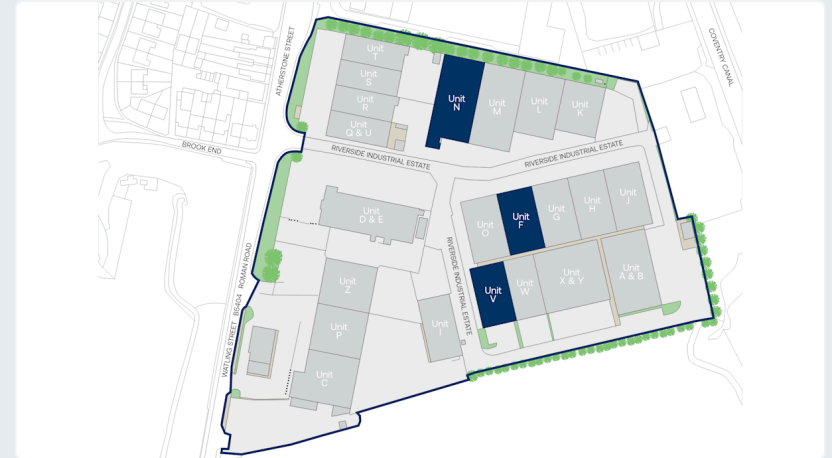 ATHERSTONE STREET
COVENTRY CANAL
Unit
T
Unit
S
Unit
R
Unit
Q & U
Unit
N
Unit
M
Unit
L
Unit
K
BROOK END
RIVERSIDE INDUSTRIAL ESTATE
RIVERSIDE INDUSTRIAL ESTATE
Unit
D & E
Unit
O
Unit
F
Unit
G
Unit
H
Unit
J
WATLING STREET B5404 ROMAN ROAD
RIVERSIDE INDUSTRIAL ESTATE
Unit
Z
Unit
P
Unit
C
Unit
I
Unit
V
Unit
W
Unit
X & Y
Unit
A & B